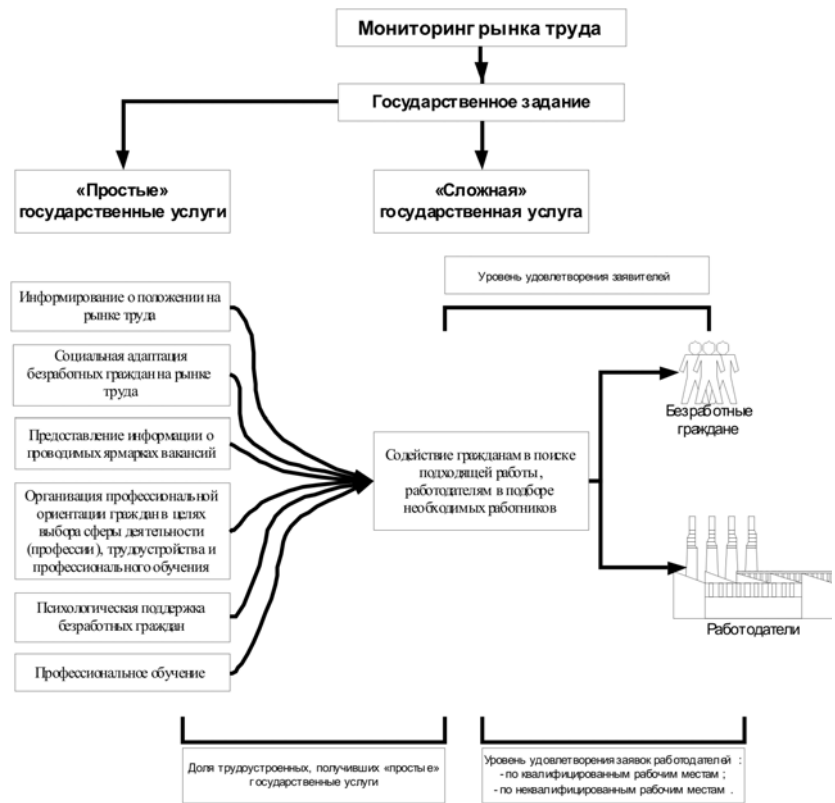 Мониторинг рынка труда
Государственное задание
«Простые»
государственные услуги
«Сложная»
государственная услуга
Уровень удовлетворения заявителей
Информирование о положении на
рынке труда
Социальная адаптация
безработных граждан на рынке
труда
Предоставление информации о
проводимых ярмарках вакансий
Организация профессиональной
ориентации граждан в целях
выбора сферы деятельности
(профессии), трудоустройства и
профессионального обучения
Психологическая поддержка
безработных граждан
Профессиональное обучение
Содействие гражданам в поиске
подходящей работы ,
работодателям в подборе
необходимых работников
Безработные
граждане
Работодатели
Доля трудоустроенных, получивших «простые»
государственные услуги
Уровень удовлетворения заявок работодателей :
- по квалифицированным рабочим местам ;
- по неквалифицированным рабочим местам .